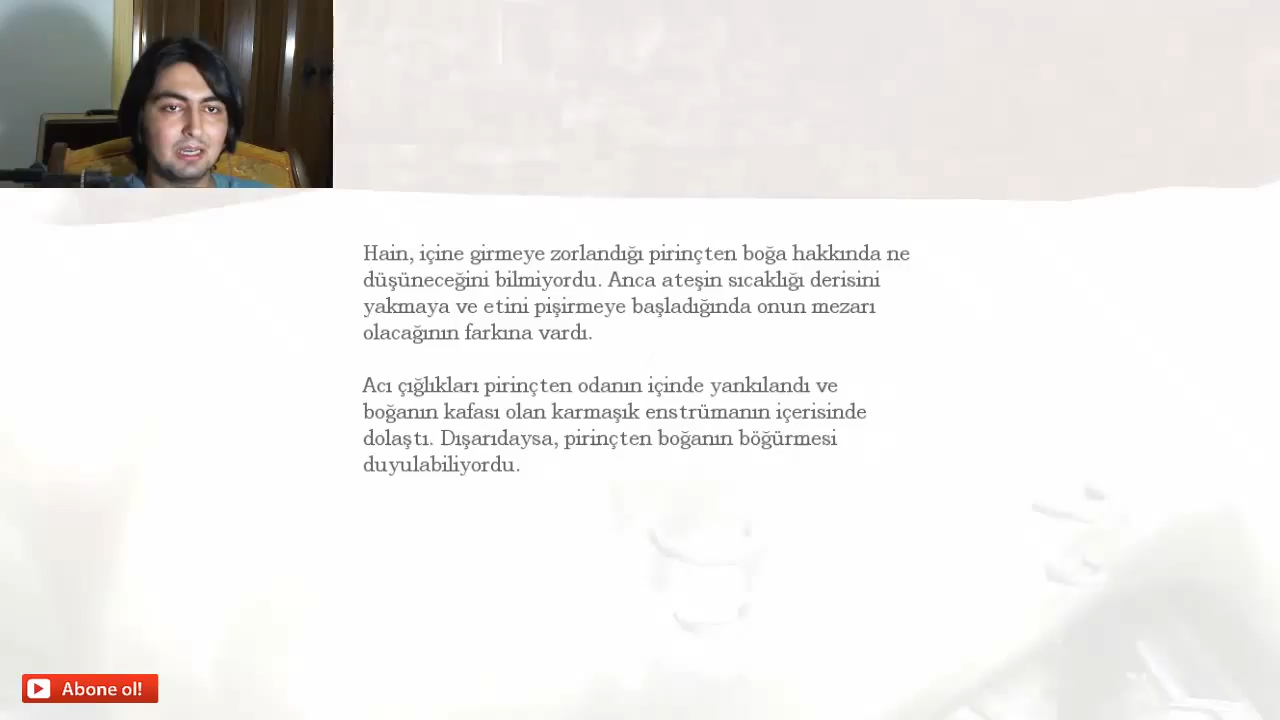 Hain, içine girmeye zorlandığı pirinçten boğa hakkında ne
düşüneceğini bilmiyordu. Anca ateşin sıcaklığı derisini
yakmaya ve etini pişirmeye başladığında onun mezarı
olacağının farkına vardı.
Acı çığlıkları pirinçten odanın içinde yankılandı ve
boğanın kafası olan karmaşık enstrümanın içerisinde
dolaştı. Dışarıdaysa, pirinçten boğanın böğürmesi
duyulabiliyordu.
Abone ol!